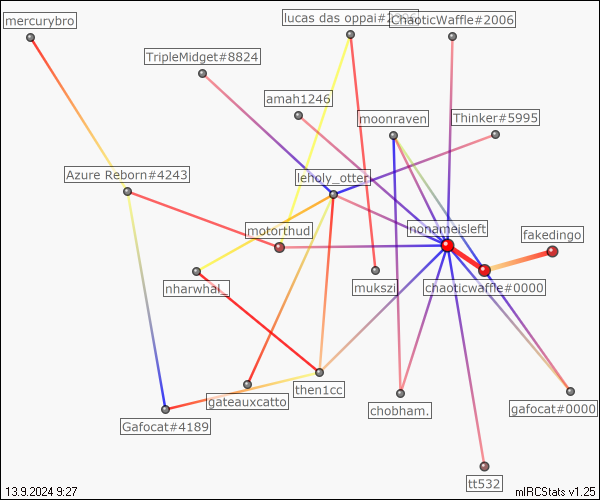 mercurybro
lucas das oppai#2
ChaoticWaffle#2006
TripleMidget#8824
amah1246
moonraven
Thinker#5995
Azure Reborn#4243
leholy_otter
motorthud
nonameisleft
fakedingo
nharwhal_
mukszi
chaoticwaffle#0000
then1cc
gateauxcatto
chobham.
gafocat#0000
Gafocat#4189
tt532
13.9.2024 9:27
mIRCStats v1.25